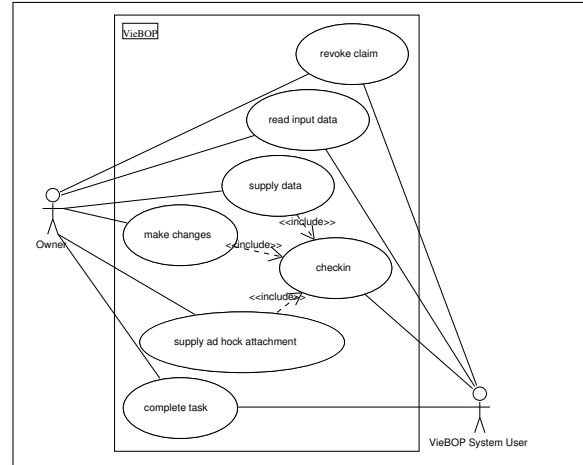 VieBOP
revoke claim
read input data
supply data
<<include>>
Owner
make changes
<<include>>
checkin
<<include>>
supply ad hock attachment
complete task
VieBOP System User